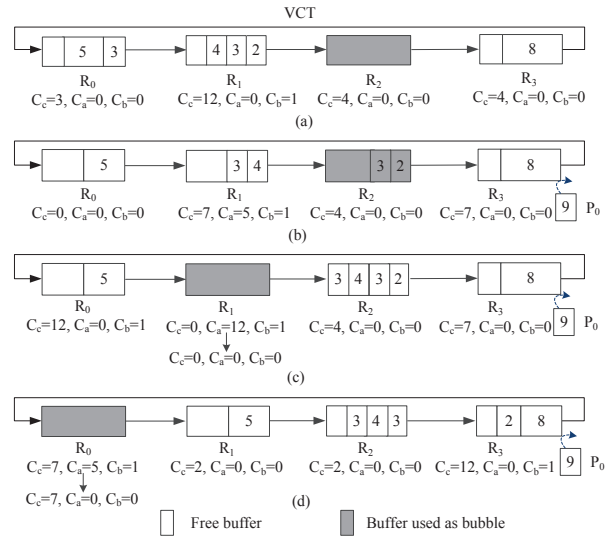 VCT
5 3 4 3 2 8
R0 R1 R2 R3
Cc=3, Ca=0, Cb=0 Cc=12, Ca=0, Cb=1 Cc=4, Ca=0, Cb=0 Cc=4, Ca=0, Cb=0
(a)
5 3 4 3 2 8
R0 R1 R2 R3 9 P0
Cc=0, Ca=0, Cb=0 Cc=7, Ca=5, Cb=1 Cc=4, Ca=0, Cb=0 Cc=7, Ca=0, Cb=0
(b)
5 3 4 3 2 8
R0 R1 R2 R3 9 P0
Cc=12, Ca=0, Cb=1 Cc=0, Ca=12, Cb=1 Cc=4, Ca=0, Cb=0 Cc=7, Ca=0, Cb=0
Cc=0, Ca=0, Cb=0
(c)
5 3 4 3 2 8
R0 R1 R2 R3 9 P0
Cc=7, Ca=5, Cb=1 Cc=2, Ca=0, Cb=0 Cc=2, Ca=0, Cb=0 Cc=12, Ca=0, Cb=1
Cc=7, Ca=0, Cb=0
(d)
Free buffer Buffer used as bubble